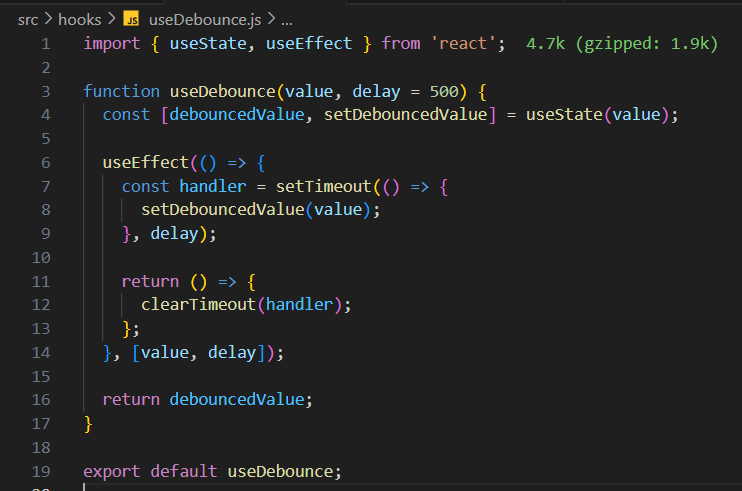 src > hooks > JS useDebounce.js > ...
1 import { useState, useEffect } from 'react'; 4.7k (gzipped: 1.9k)
2
3 function useDebounce(value, delay = 500) {
4   const [debouncedValue, setDebouncedValue] = useState(value);
5
6   useEffect(() => {
7     const handler = setTimeout(() => {
8       setDebouncedValue(value);
9     }, delay);
10
11     return () => {
12       clearTimeout(handler);
13     };
14   }, [value, delay]);
15
16   return debouncedValue;
17 }
18
19 export default useDebounce;
20